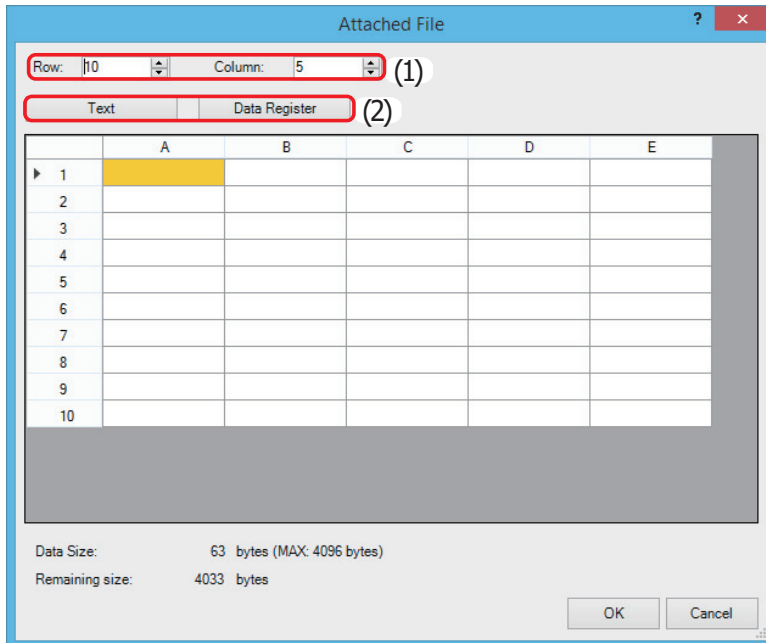 Attached File ? ×
Row: 10 Column: 5 (1)
Text Data Register (2)
A B C D E
1
2
3
4
5
6
7
8
9
10
Data Size: 63 bytes (MAX: 4096 bytes)
Remaining size: 4033 bytes
OK Cancel